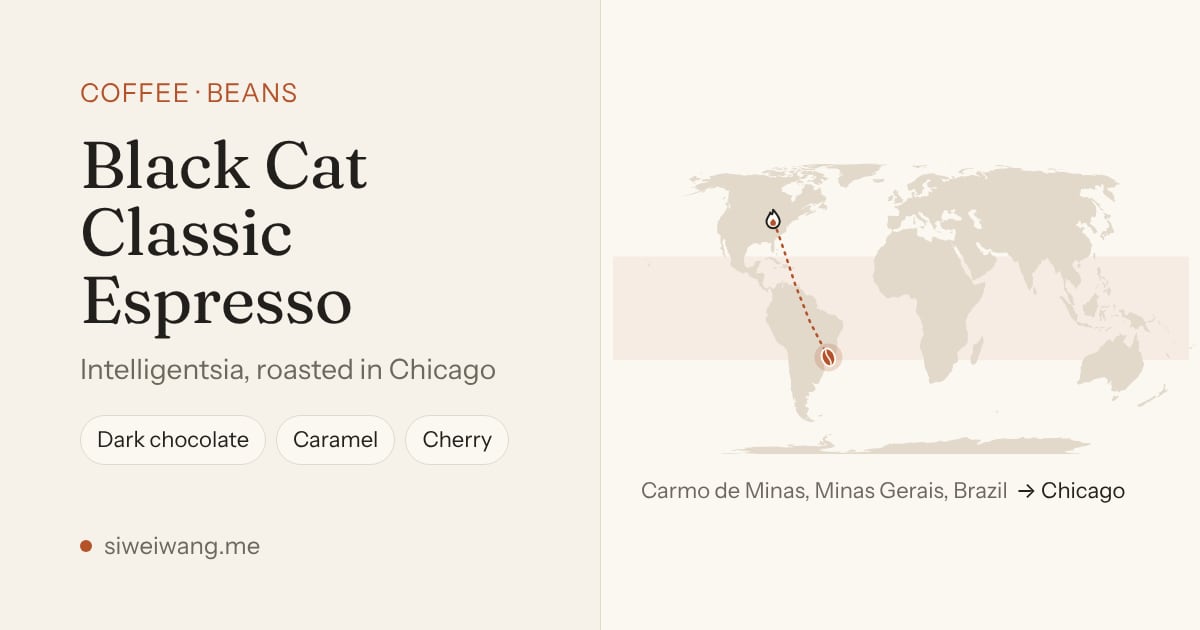 COFFEE · BEANS
Black Cat
Classic
Espresso
Intelligentsia, roasted in Chicago
Dark chocolate
Caramel
Cherry
siweiwang.me
Carmo de Minas, Minas Gerais, Brazil → Chicago